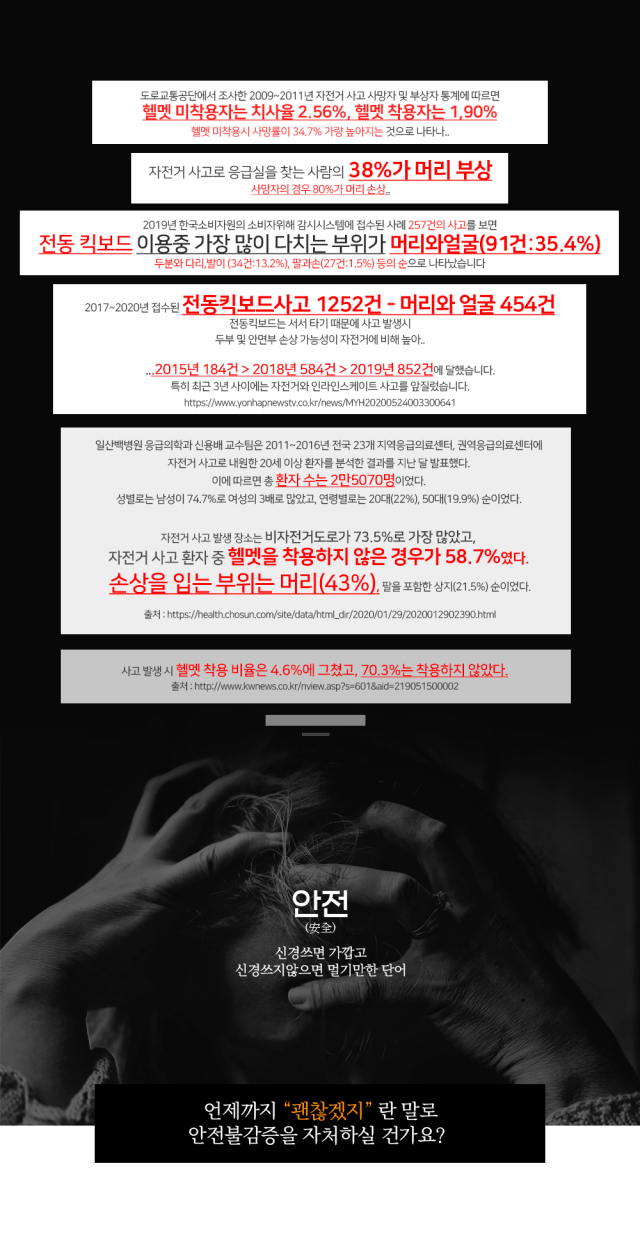 도로교통공단에서 조사한 2009~2011년 자전거 사고 사망자 및 부상자 통계에 따르면
헬멧 미착용자는 치사율 2.56%, 헬멧 착용자는 1,90%
헬멧 미착용시 사망률이 34.7% 가량 높아지는 것으로 나타나..
자전거 사고로 응급실을 찾는 사람의 38%가 머리 부상
사망자의 경우 80%가 머리 손상..
2019년 한국소비자원의 소비자위해 감시시스템에 접수된 사례 257건의 사고를 보면
전동 킥보드 이용중 가장 많이 다치는 부위가 머리와얼굴(91건:35.4%)
두분와 다리,발이 (34건:13.2%), 팔과손(27건:1.5%) 등의 순으로 나타났습니다
2017~2020년 접수된 전동킥보드사고 1252건 - 머리와 얼굴 454건
전동킥보드는 서서 타기 때문에 사고 발생시
두부 및 안면부 손상 가능성이 자전거에 비해 높아..
...2015년 184건 > 2018년 584건 > 2019년 852건에 달했습니다.
특히 최근 3년 사이에는 자전거와 인라인스케이트 사고를 앞질렀습니다.
https://www.yonhapnewstv.co.kr/news/MYH20200524003300641
일산백병원 응급의학과 신용배 교수팀은 2011~2016년 전국 23개 지역응급의료센터, 권역응급의료센터에
자전거 사고로 내원한 20세 이상 환자를 분석한 결과를 지난 달 발표했다.
이에 따르면 총 환자 수는 2만5070명이었다.
성별로는 남성이 74.7%로 여성의 3배로 많았고, 연령별로는 20대(22%), 50대(19.9%) 순이었다.
자전거 사고 발생 장소는 비자전거도로가 73.5%로 가장 많았고,
자전거 사고 환자 중 헬멧을 착용하지 않은 경우가 58.7%였다.
손상을 입는 부위는 머리(43%), 팔을 포함한 상지(21.5%) 순이었다.
출처 : https://health.chosun.com/site/data/html_dir/2020/01/29/2020012902390.html
사고 발생 시 헬멧 착용 비율은 4.6%에 그쳤고, 70.3%는 착용하지 않았다.
출처 : http://www.kwnews.co.kr/nview.asp?s=601&aid=219051500002
안전
(安全)
신경쓰면 가깝고
신경쓰지않으면 멀기만한 단어
언제까지 “괜찮겠지” 란 말로
안전불감증을 자처하실 건가요?